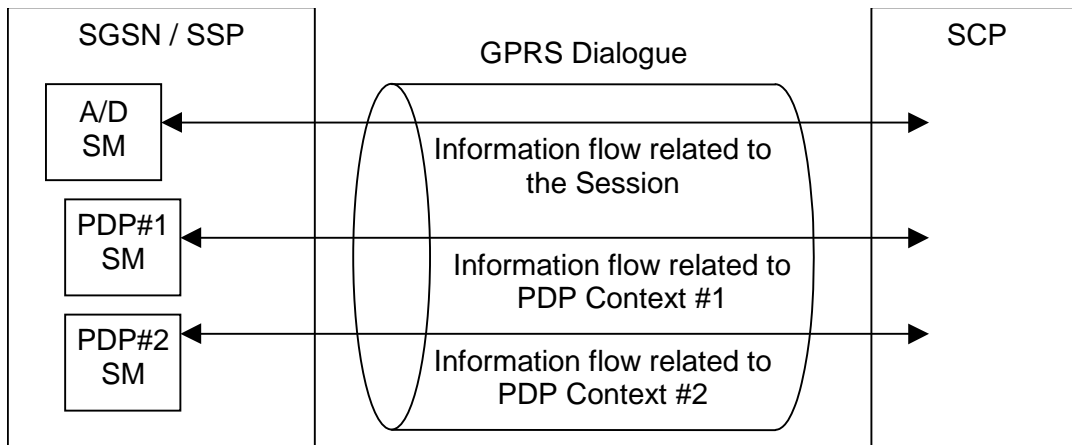 SGSN / SSP
GPRS Dialogue
SCP
A/D
SM
Information flow related to
the Session
PDP#1
SM
Information flow related to
PDP Context #1
PDP#2
SM
Information flow related to
PDP Context #2